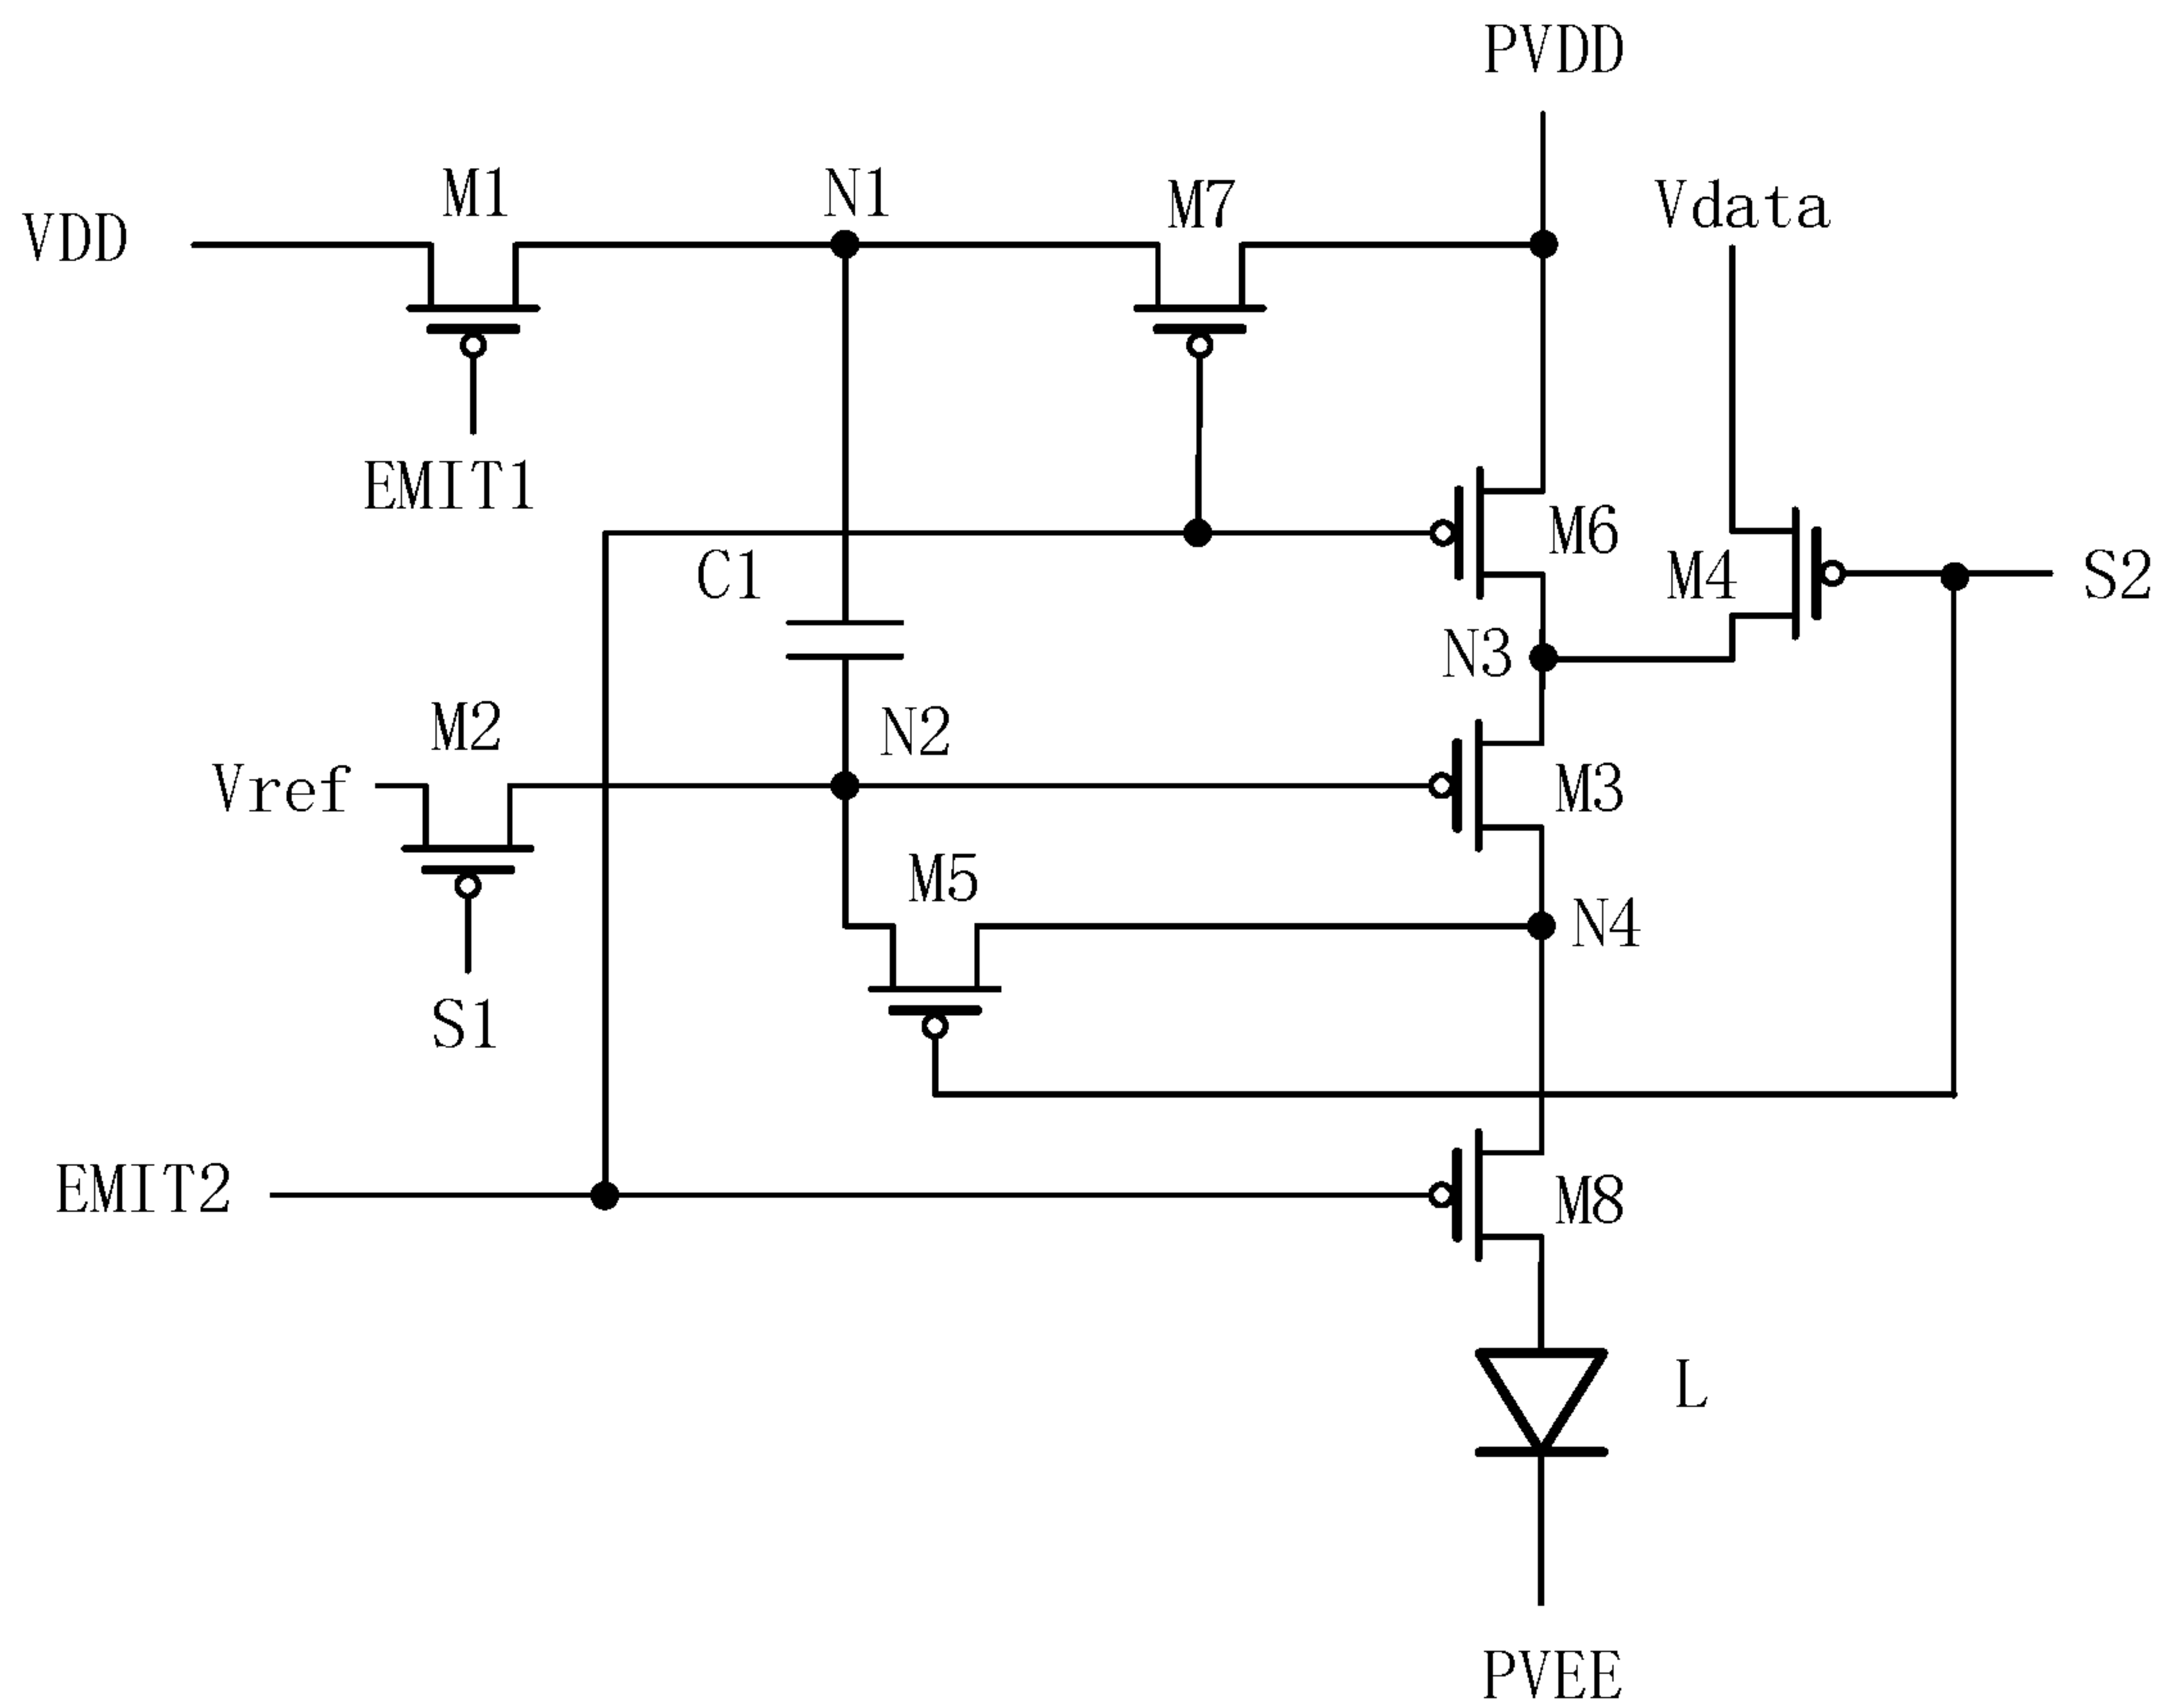 PVDD
M1
N1
M7
Vdata
VDD
EMIT1
M6
C1
M4
S2
N3
M2
N2
Vref
M3
M5
N4
S1
EMIT2
M8
L
PVEE